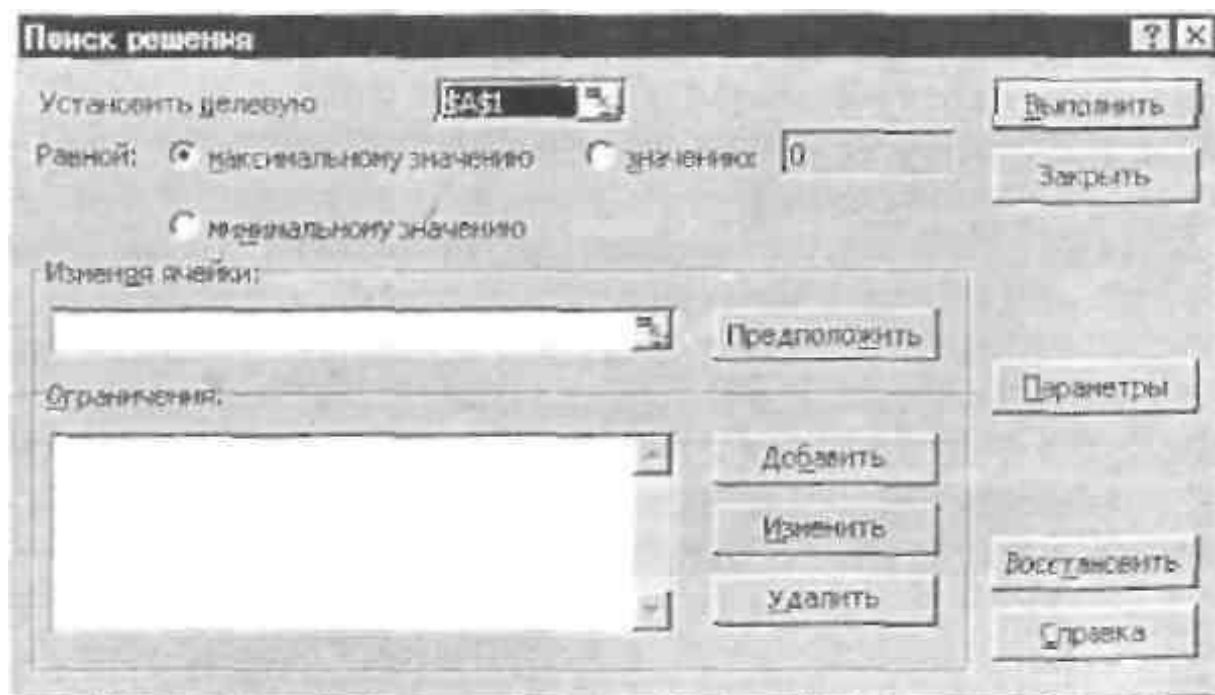 Поиск решения
Установить целевую $A$1 Выполнить
Равной: максимальному значению значению: 0 Закрыть
минимальному значению
Изменяя ячейки:
Предположить
Параметры
Ограничения:
Добавить
Изменить
Восстановить
Удалить
Справка